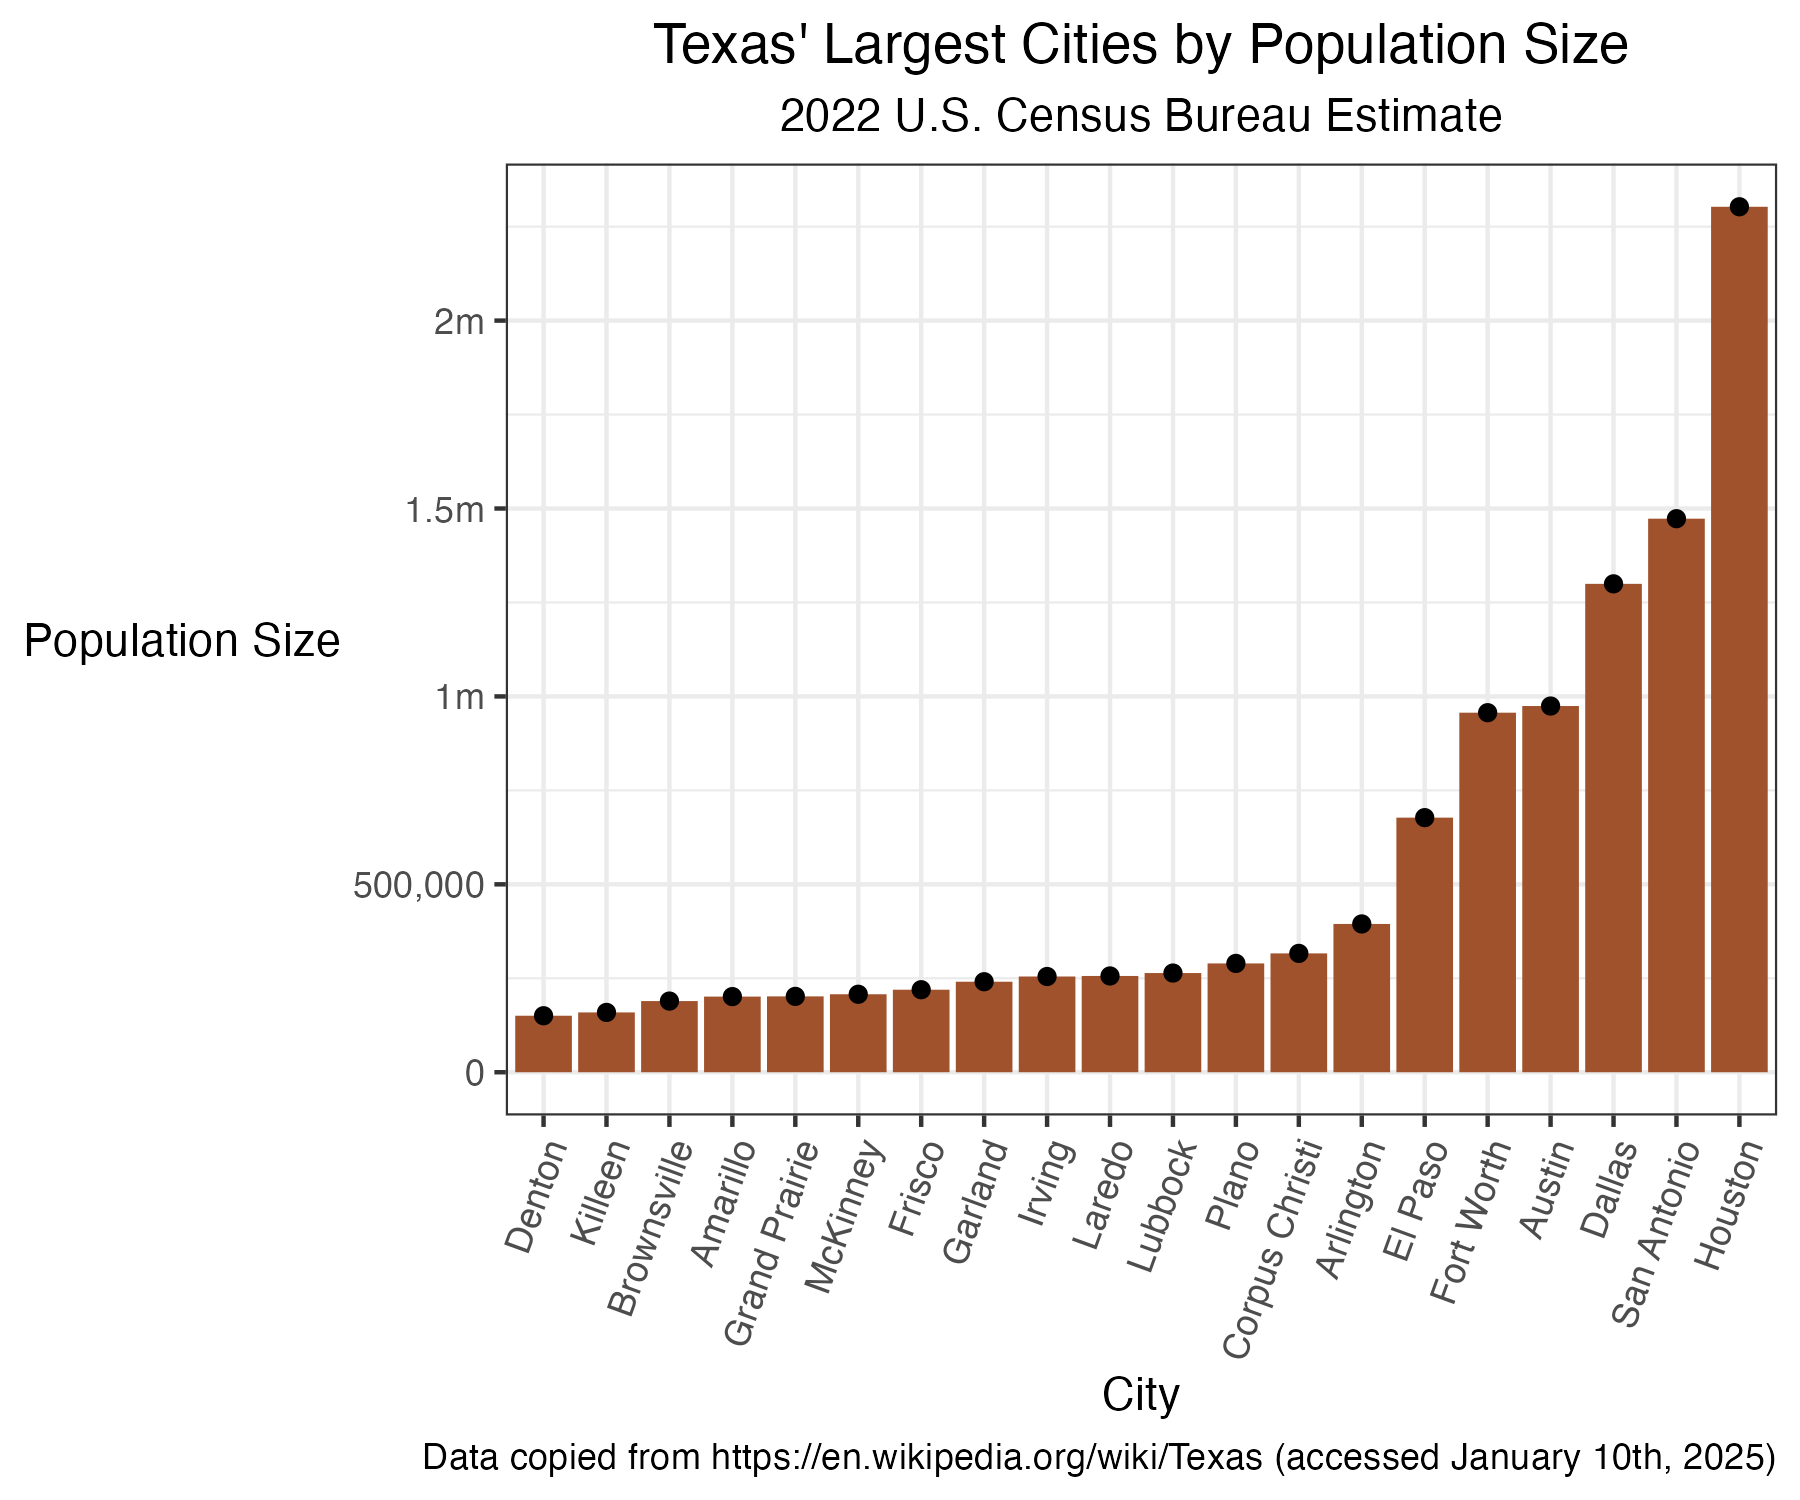 Texas' Largest Cities by Population Size
2022 U.S. Census Bureau Estimate
Population Size
2m
1.5m
1m
500,000
0
Denton
Killeen
Brownsville
Amarillo
Grand Prairie
McKinney
Frisco
Garland
Irving
Laredo
Lubbock
Plano
Corpus Christi
Arlington
El Paso
Fort Worth
Austin
Dallas
San Antonio
Houston
City
Data copied from https://en.wikipedia.org/wiki/Texas (accessed January 10th, 2025)